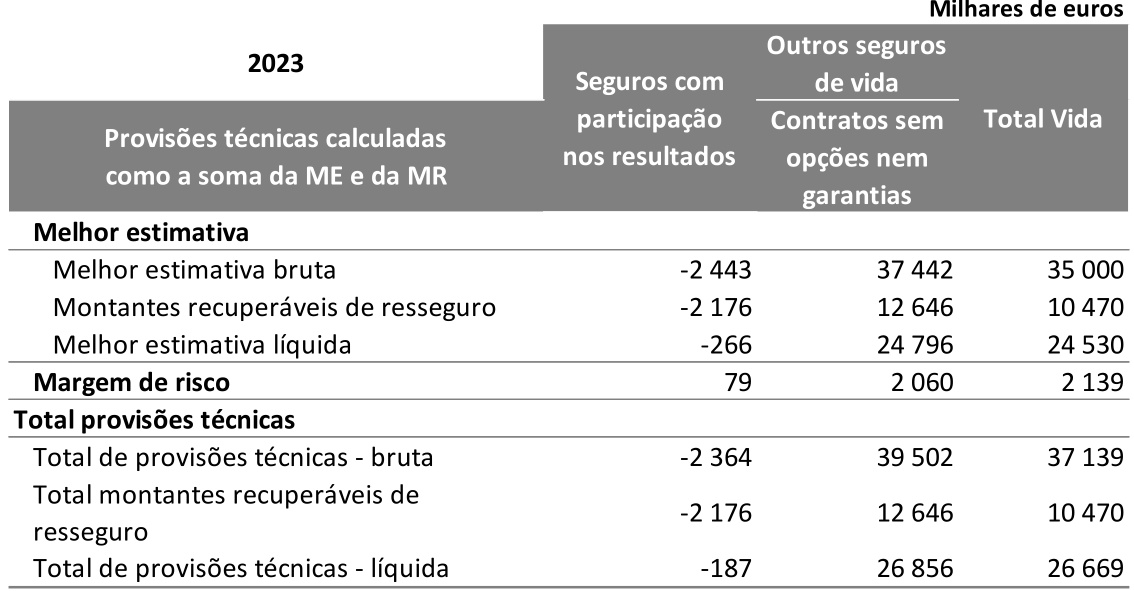 Milhares de euros
2023
Seguros com
participação
nos resultados
Outros seguros
de vida
Contratos sem
opções nem
garantias
Total Vida
Provisões técnicas calculadas
como a soma da ME e da MR
Melhor estimativa
Melhor estimativa bruta -2 443 37 442 35 000
Montantes recuperáveis de resseguro -2 176 12 646 10 470
Melhor estimativa líquida -266 24 796 24 530
Margem de risco 79 2 060 2 139
Total provisões técnicas
Total de provisões técnicas - bruta -2 364 39 502 37 139
Total montantes recuperáveis de
resseguro -2 176 12 646 10 470
Total de provisões técnicas - líquida -187 26 856 26 669